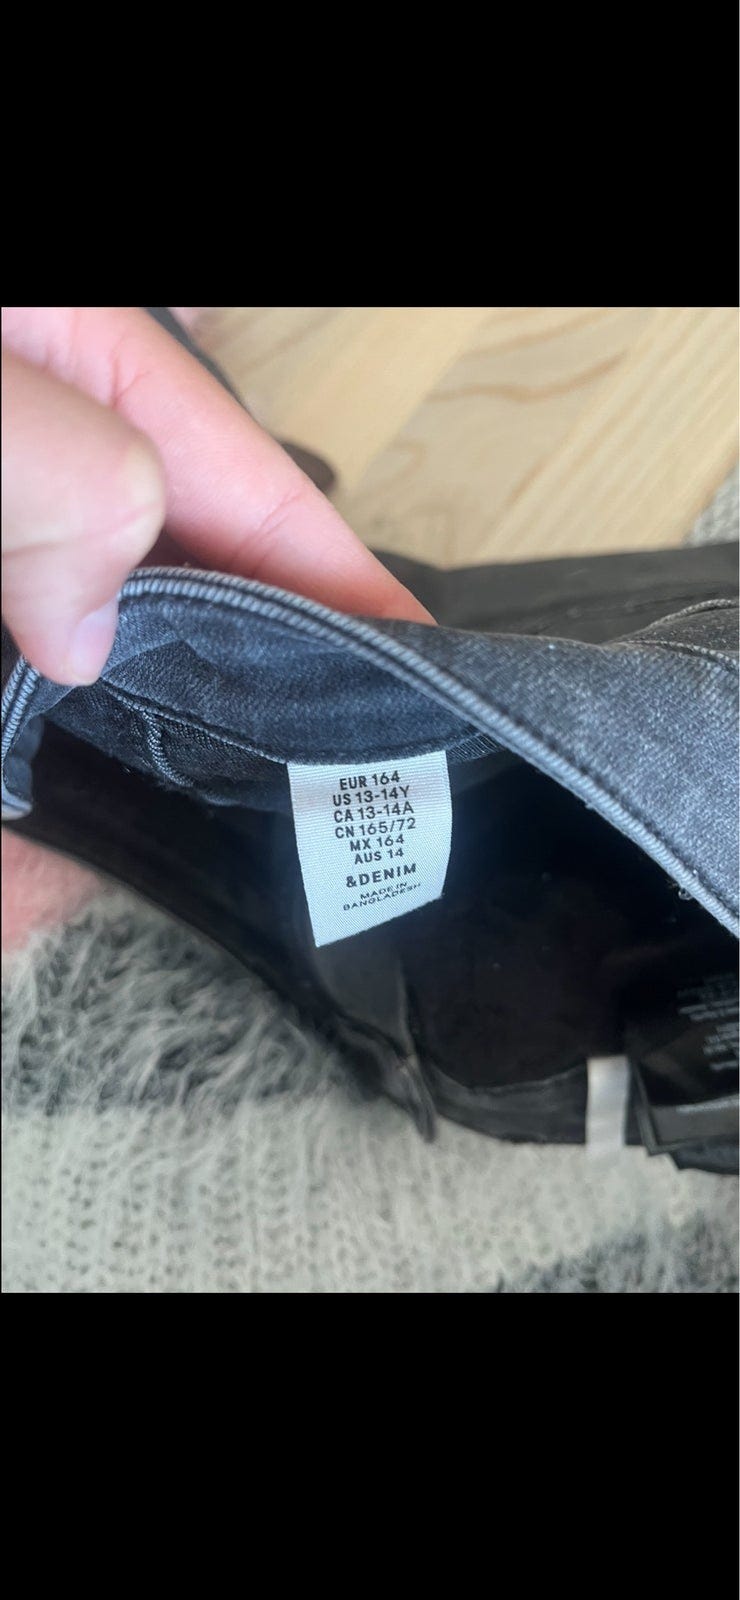 EUR 164
US 13-14Y
CA 13-14A
CN 165/72
MX 164
AUS 14
&DENIM
MADE IN
BANGLADESH